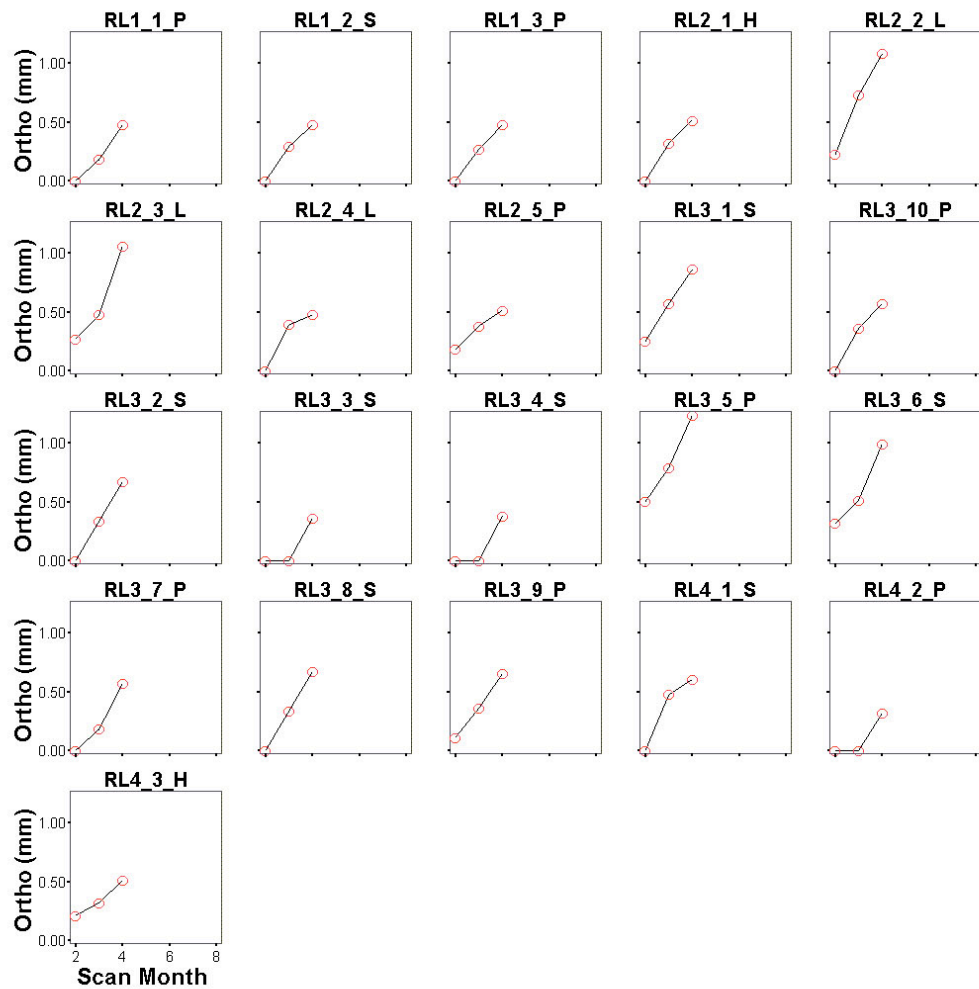 RL1_1_P RL1_2_S RL1_3_P RL2_1_H RL2_2_L
Ortho (mm)
1.00
0.50
0.00
RL2_3_L RL2_4_L RL2_5_P RL3_1_S RL3_10_P
Ortho (mm)
1.00
0.50
0.00
RL3_2_S RL3_3_S RL3_4_S RL3_5_P RL3_6_S
Ortho (mm)
1.00
0.50
0.00
RL3_7_P RL3_8_S RL3_9_P RL4_1_S RL4_2_P
Ortho (mm)
1.00
0.50
0.00
RL4_3_H
Ortho (mm)
1.00
0.50
0.00
2 4 6 8
Scan Month